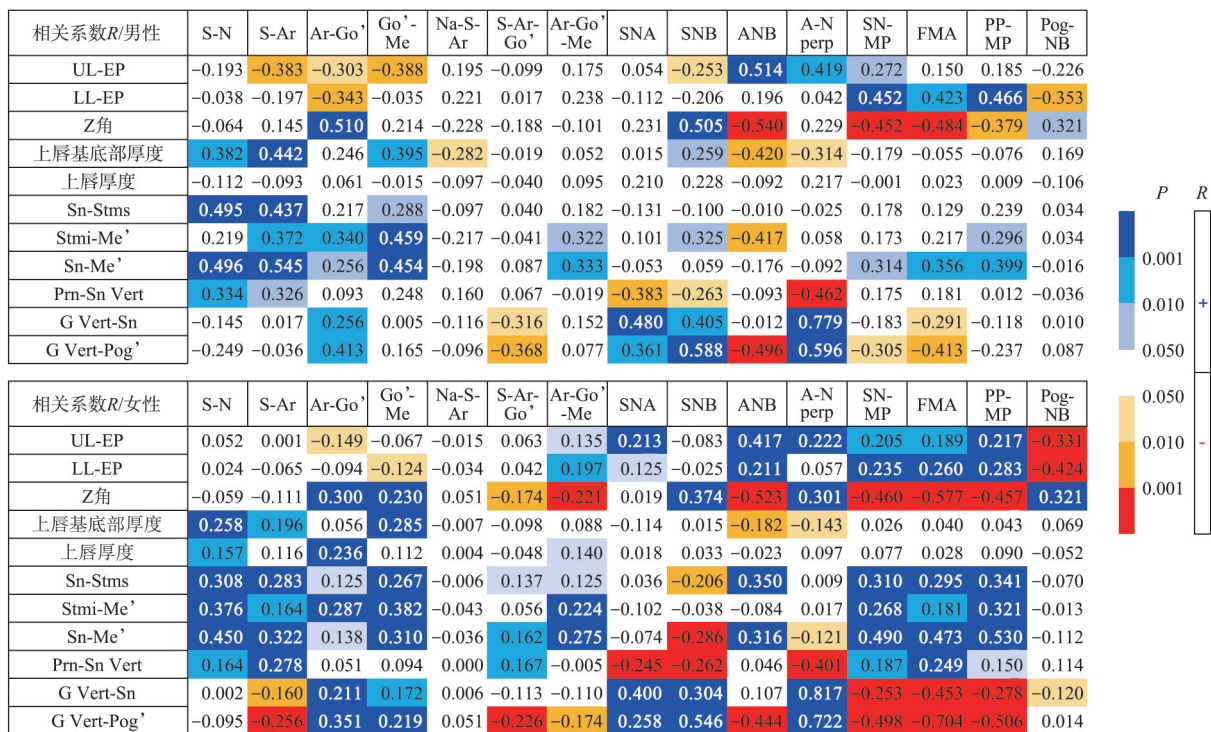 相关系数R/男性 S-N S-Ar Ar-Go’ Go’-Me Na-S-Ar S-Ar-Go’ Ar-Go’-Me SNA SNB ANB A-N perp SN-MP FMA PP-MP Pog-NB
UL-EP −0.193 −0.383 −0.303 −0.388 0.195 −0.099 0.175 0.054 −0.253 0.514 0.419 0.272 0.150 0.185 −0.226
LL-EP −0.038 −0.197 −0.343 −0.035 0.221 0.017 0.238 −0.112 −0.206 0.196 0.042 0.452 0.423 0.466 −0.353
Z角 −0.064 0.145 0.510 0.214 −0.228 −0.188 −0.101 0.231 0.505 −0.540 0.229 −0.452 −0.484 −0.379 0.321
上唇基底部厚度 0.382 0.442 0.246 0.395 −0.282 −0.019 0.052 0.015 0.259 −0.420 −0.314 −0.179 −0.055 −0.076 0.169
上唇厚度 −0.112 −0.093 0.061 −0.015 −0.097 −0.040 0.095 0.210 0.228 −0.092 0.217 −0.001 0.023 0.009 −0.106
Sn-Stms 0.495 0.437 0.217 0.288 −0.097 0.040 0.182 −0.131 −0.100 −0.010 −0.025 0.178 0.129 0.239 0.034
Stmi-Me’ 0.219 0.372 0.340 0.459 −0.217 −0.041 0.322 0.101 0.325 −0.417 0.058 0.173 0.217 0.296 0.034
Sn-Me’ 0.496 0.545 0.256 0.454 −0.198 0.087 0.333 −0.053 0.059 −0.176 −0.092 0.314 0.356 0.399 −0.016
Prn-Sn Vert 0.334 0.326 0.093 0.248 0.160 0.067 −0.019 −0.383 −0.263 −0.093 −0.462 0.175 0.181 0.012 −0.036
G Vert-Sn −0.145 0.017 0.256 0.005 −0.116 −0.316 0.152 0.480 0.405 −0.012 0.779 −0.183 −0.291 −0.118 0.010
G Vert-Pog’ −0.249 −0.036 0.413 0.165 −0.096 −0.368 0.077 0.361 0.588 −0.496 0.596 −0.305 −0.413 −0.237 0.087
相关系数R/女性 S-N S-Ar Ar-Go’ Go’-Me Na-S-Ar S-Ar-Go’ Ar-Go’-Me SNA SNB ANB A-N perp SN-MP FMA PP-MP Pog-NB
UL-EP 0.052 0.001 −0.149 −0.067 −0.015 0.063 0.135 0.213 −0.083 0.417 0.222 0.205 0.189 0.217 −0.331
LL-EP 0.024 −0.065 −0.094 −0.124 −0.034 0.042 0.197 0.125 −0.025 0.211 0.057 0.235 0.260 0.283 −0.424
Z角 −0.059 −0.111 0.300 0.230 0.051 −0.174 −0.221 0.019 0.374 −0.523 0.301 −0.460 −0.577 −0.457 0.321
上唇基底部厚度 0.258 0.196 0.056 0.285 −0.007 −0.098 0.088 −0.114 0.015 −0.182 −0.143 0.026 0.040 0.043 0.069
上唇厚度 0.157 0.116 0.236 0.112 0.004 −0.048 0.140 0.018 0.033 −0.023 0.097 0.077 0.028 0.090 −0.052
Sn-Stms 0.308 0.283 0.125 0.267 −0.006 0.137 0.125 0.036 −0.206 0.350 0.009 0.310 0.295 0.341 −0.070
Stmi-Me’ 0.376 0.164 0.287 0.382 −0.043 0.056 0.224 −0.102 −0.038 −0.084 0.017 0.268 0.181 0.321 −0.013
Sn-Me’ 0.450 0.322 0.138 0.310 −0.036 0.162 0.275 −0.074 −0.286 0.316 −0.121 0.490 0.473 0.530 −0.112
Prn-Sn Vert 0.164 0.278 0.051 0.094 0.000 0.167 −0.005 −0.245 −0.262 0.046 −0.401 0.187 0.249 0.150 0.114
G Vert-Sn 0.002 −0.160 0.211 0.172 0.006 −0.113 −0.110 0.400 0.304 0.107 0.817 −0.253 −0.453 −0.278 −0.120
G Vert-Pog’ −0.095 −0.256 0.351 0.219 0.051 −0.226 −0.174 0.258 0.546 −0.444 0.722 −0.498 −0.704 −0.506 0.014
P R
0.001
0.010 +
0.050
0.050
0.010 −
0.001